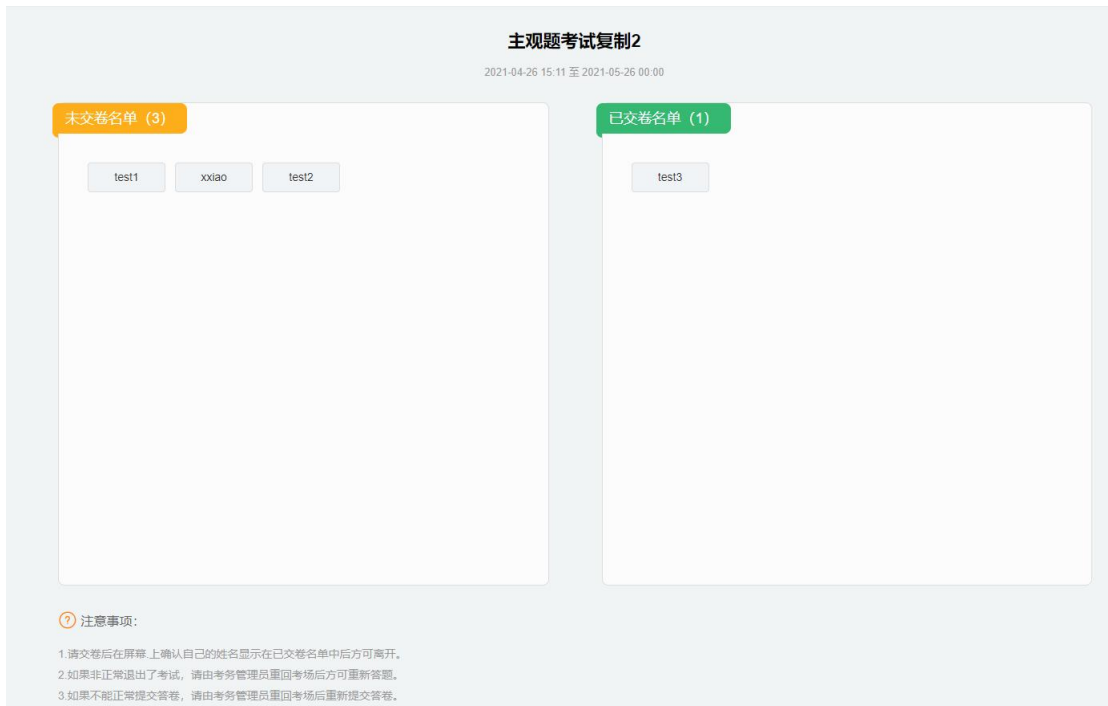 主观题考试复制2
2021-04-26 15:11 至 2021-05-26 00:00
未交卷名单（3）
test1 xxiao test2
已交卷名单（1）
test3
? 注意事项：
1.请交卷后在屏幕上确认自己的姓名显示在已交卷名单中后方可离开。
2.如果非正常退出了考试，请由考务管理员重回考场后方可重新答题。
3.如果不能正常提交答卷，请由考务管理员重回考场后重新提交答卷。